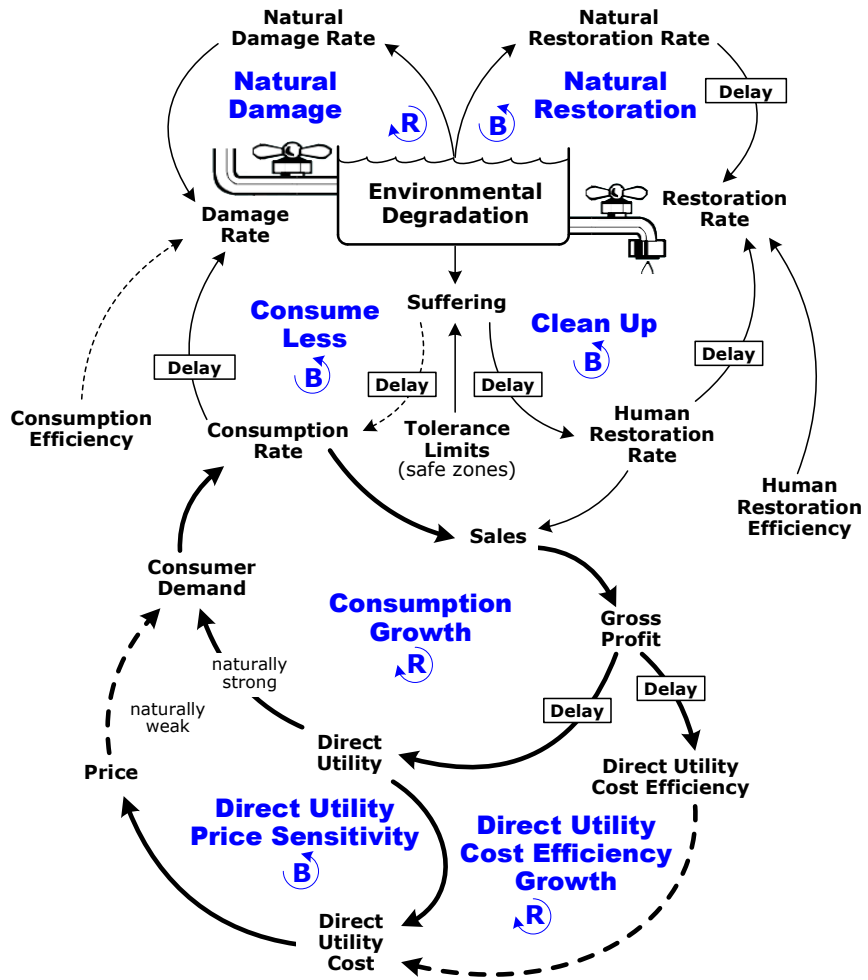 Natural
Damage Rate
Natural
Restoration Rate
Natural
Damage
R
B
Natural
Restoration
Delay
Environmental
Degradation
Damage
Rate
Restoration
Rate
Consume
Less
B
Suffering
Clean Up
B
Delay
Delay
Delay
Delay
Consumption
Efficiency
Consumption
Rate
Tolerance
Limits
(safe zones)
Human
Restoration
Rate
Human
Restoration
Efficiency
Sales
Consumer
Demand
Consumption
Growth
R
Gross
Profit
naturally
strong
naturally
weak
Delay
Delay
Direct
Utility
Price
Direct Utility
Cost Efficiency
Direct Utility
Price Sensitivity
B
Direct Utility
Cost Efficiency
Growth
R
Direct
Utility
Cost